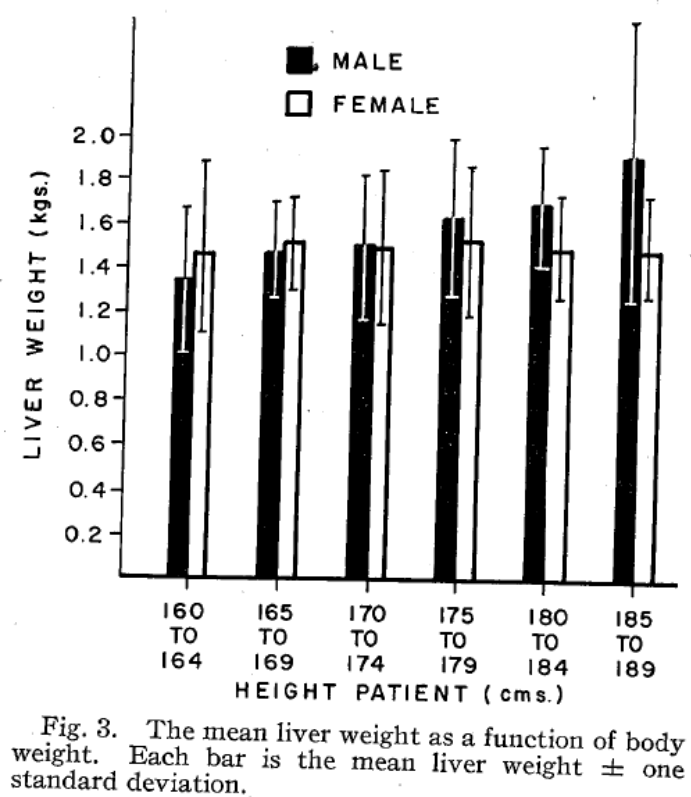 MALE
FEMALE
LIVER WEIGHT (kgs.)
2.0
1.8
1.6
1.4
1.2
1.0
0.8
0.6
0.4
0.2
160 TO 164
165 TO 169
170 TO 174
175 TO 179
180 TO 184
185 TO 189
HEIGHT PATIENT (cms.)
Fig. 3. The mean liver weight as a function of body
weight. Each bar is the mean liver weight ± one
standard deviation.